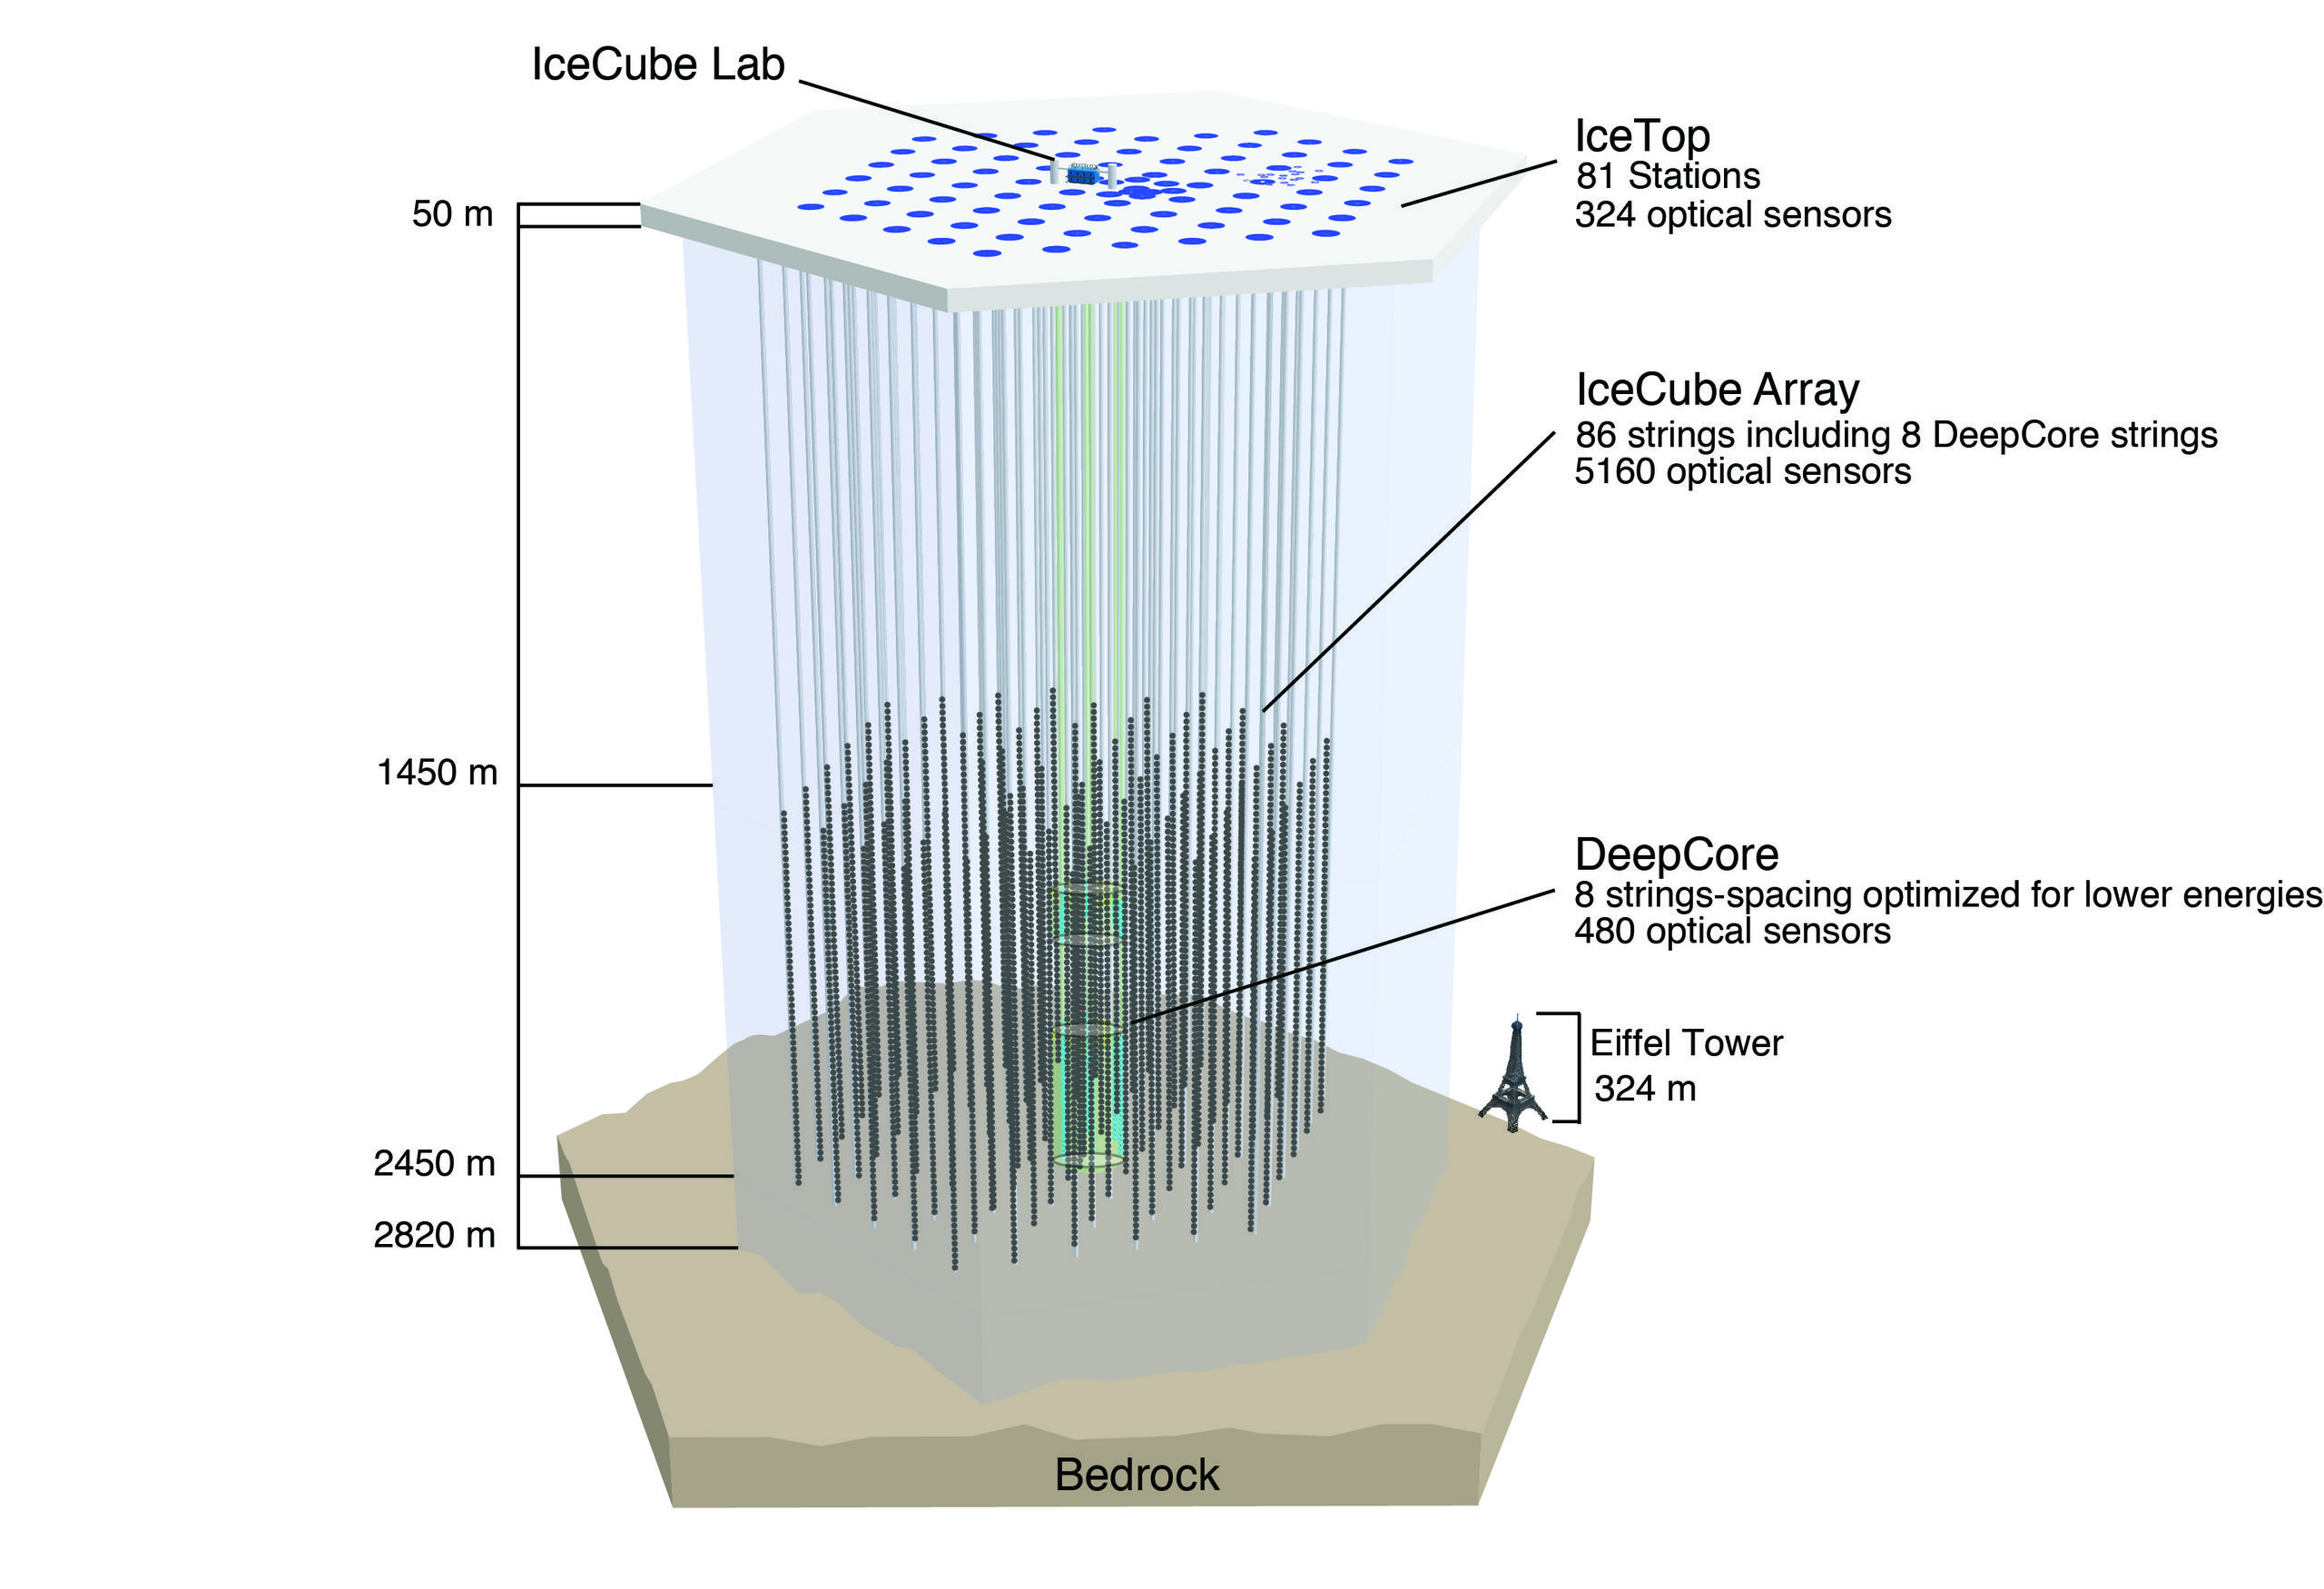 IceCube Lab
IceTop
81 Stations
324 optical sensors
50 m
IceCube Array
86 strings including 8 DeepCore strings
5160 optical sensors
1450 m
DeepCore
8 strings-spacing optimized for lower energies
480 optical sensors
Eiffel Tower
324 m
2450 m
2820 m
Bedrock